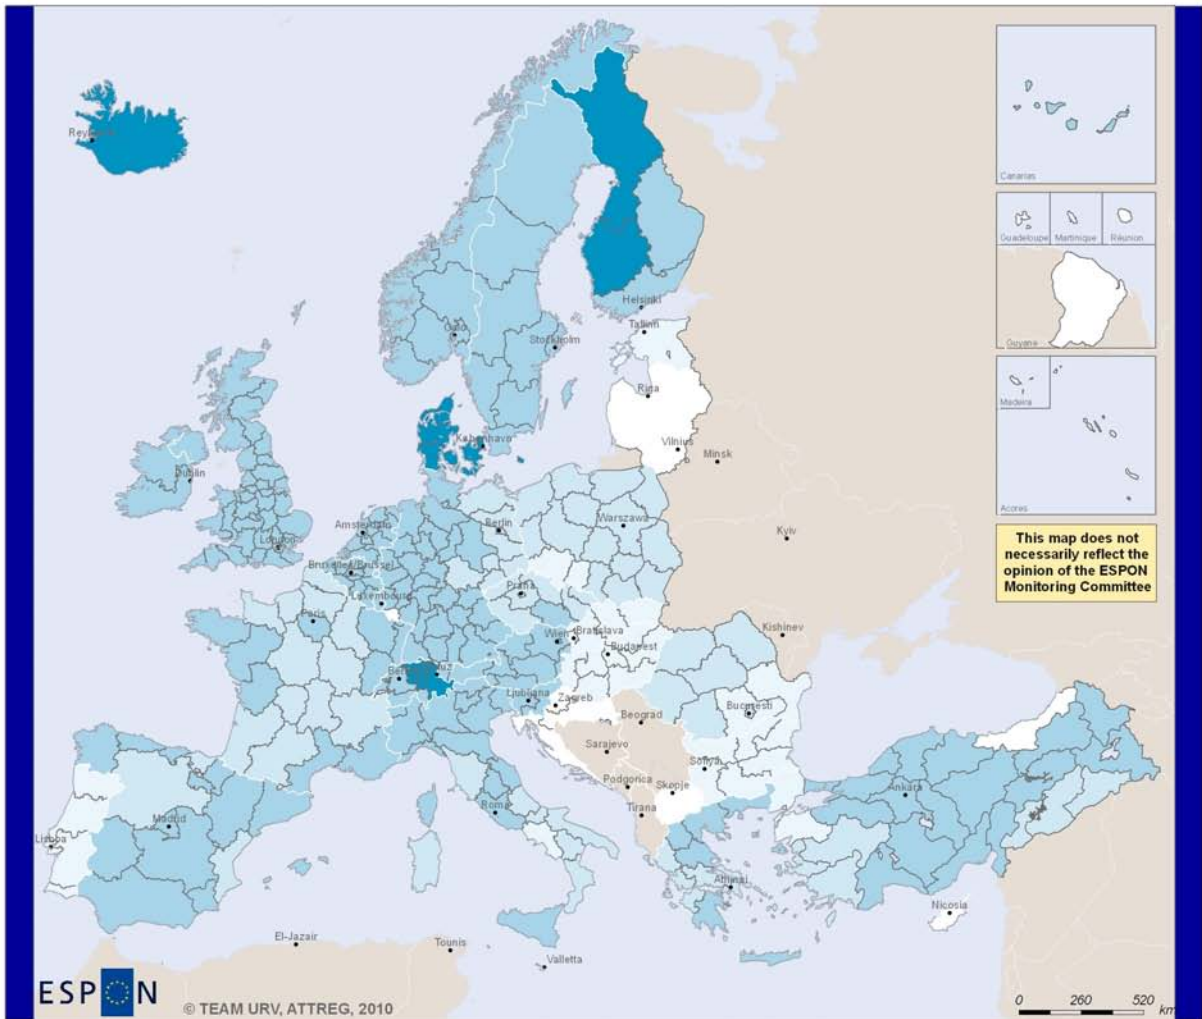 Reykjavik
Canarias
Guadeloupe
Martinique
Réunion
Guyane
Madeira
Acores
This map does not
necessarily reflect the
opinion of the ESPON
Monitoring Committee
Oslo
Helsinki
Tallinn
Stockholm
Riga
København
Vilnius
Minsk
Dublin
Amsterdam
Berlin
Warszawa
London
Kyiv
Bruxelles/Brussel
Praha
Luxembourg
Paris
Wien
Bratislava
Kishinev
Budapest
Ljubljana
Zagreb
Bucuresti
Beograd
Sarajevo
Sofiya
Podgorica
Skopje
Ankara
Roma
Tirana
Madrid
Lisboa
Athinai
Nicosia
El-Jazair
Tounis
Valletta
ESPON
© TEAM URV, ATTREG, 2010
0 260 520
km